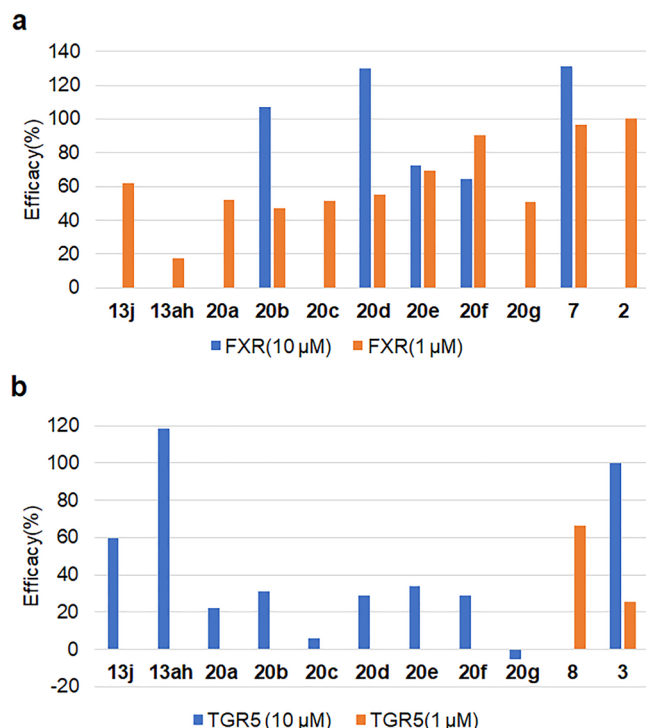 a
Efficacy(%)
140
120
100
80
60
40
20
0
13j 13ah 20a 20b 20c 20d 20e 20f 20g 7 2
FXR(10 µM) FXR(1 µM)
b
Efficacy(%)
120
100
80
60
40
20
0
-20
13j 13ah 20a 20b 20c 20d 20e 20f 20g 8 3
TGR5(10 µM) TGR5(1 µM)